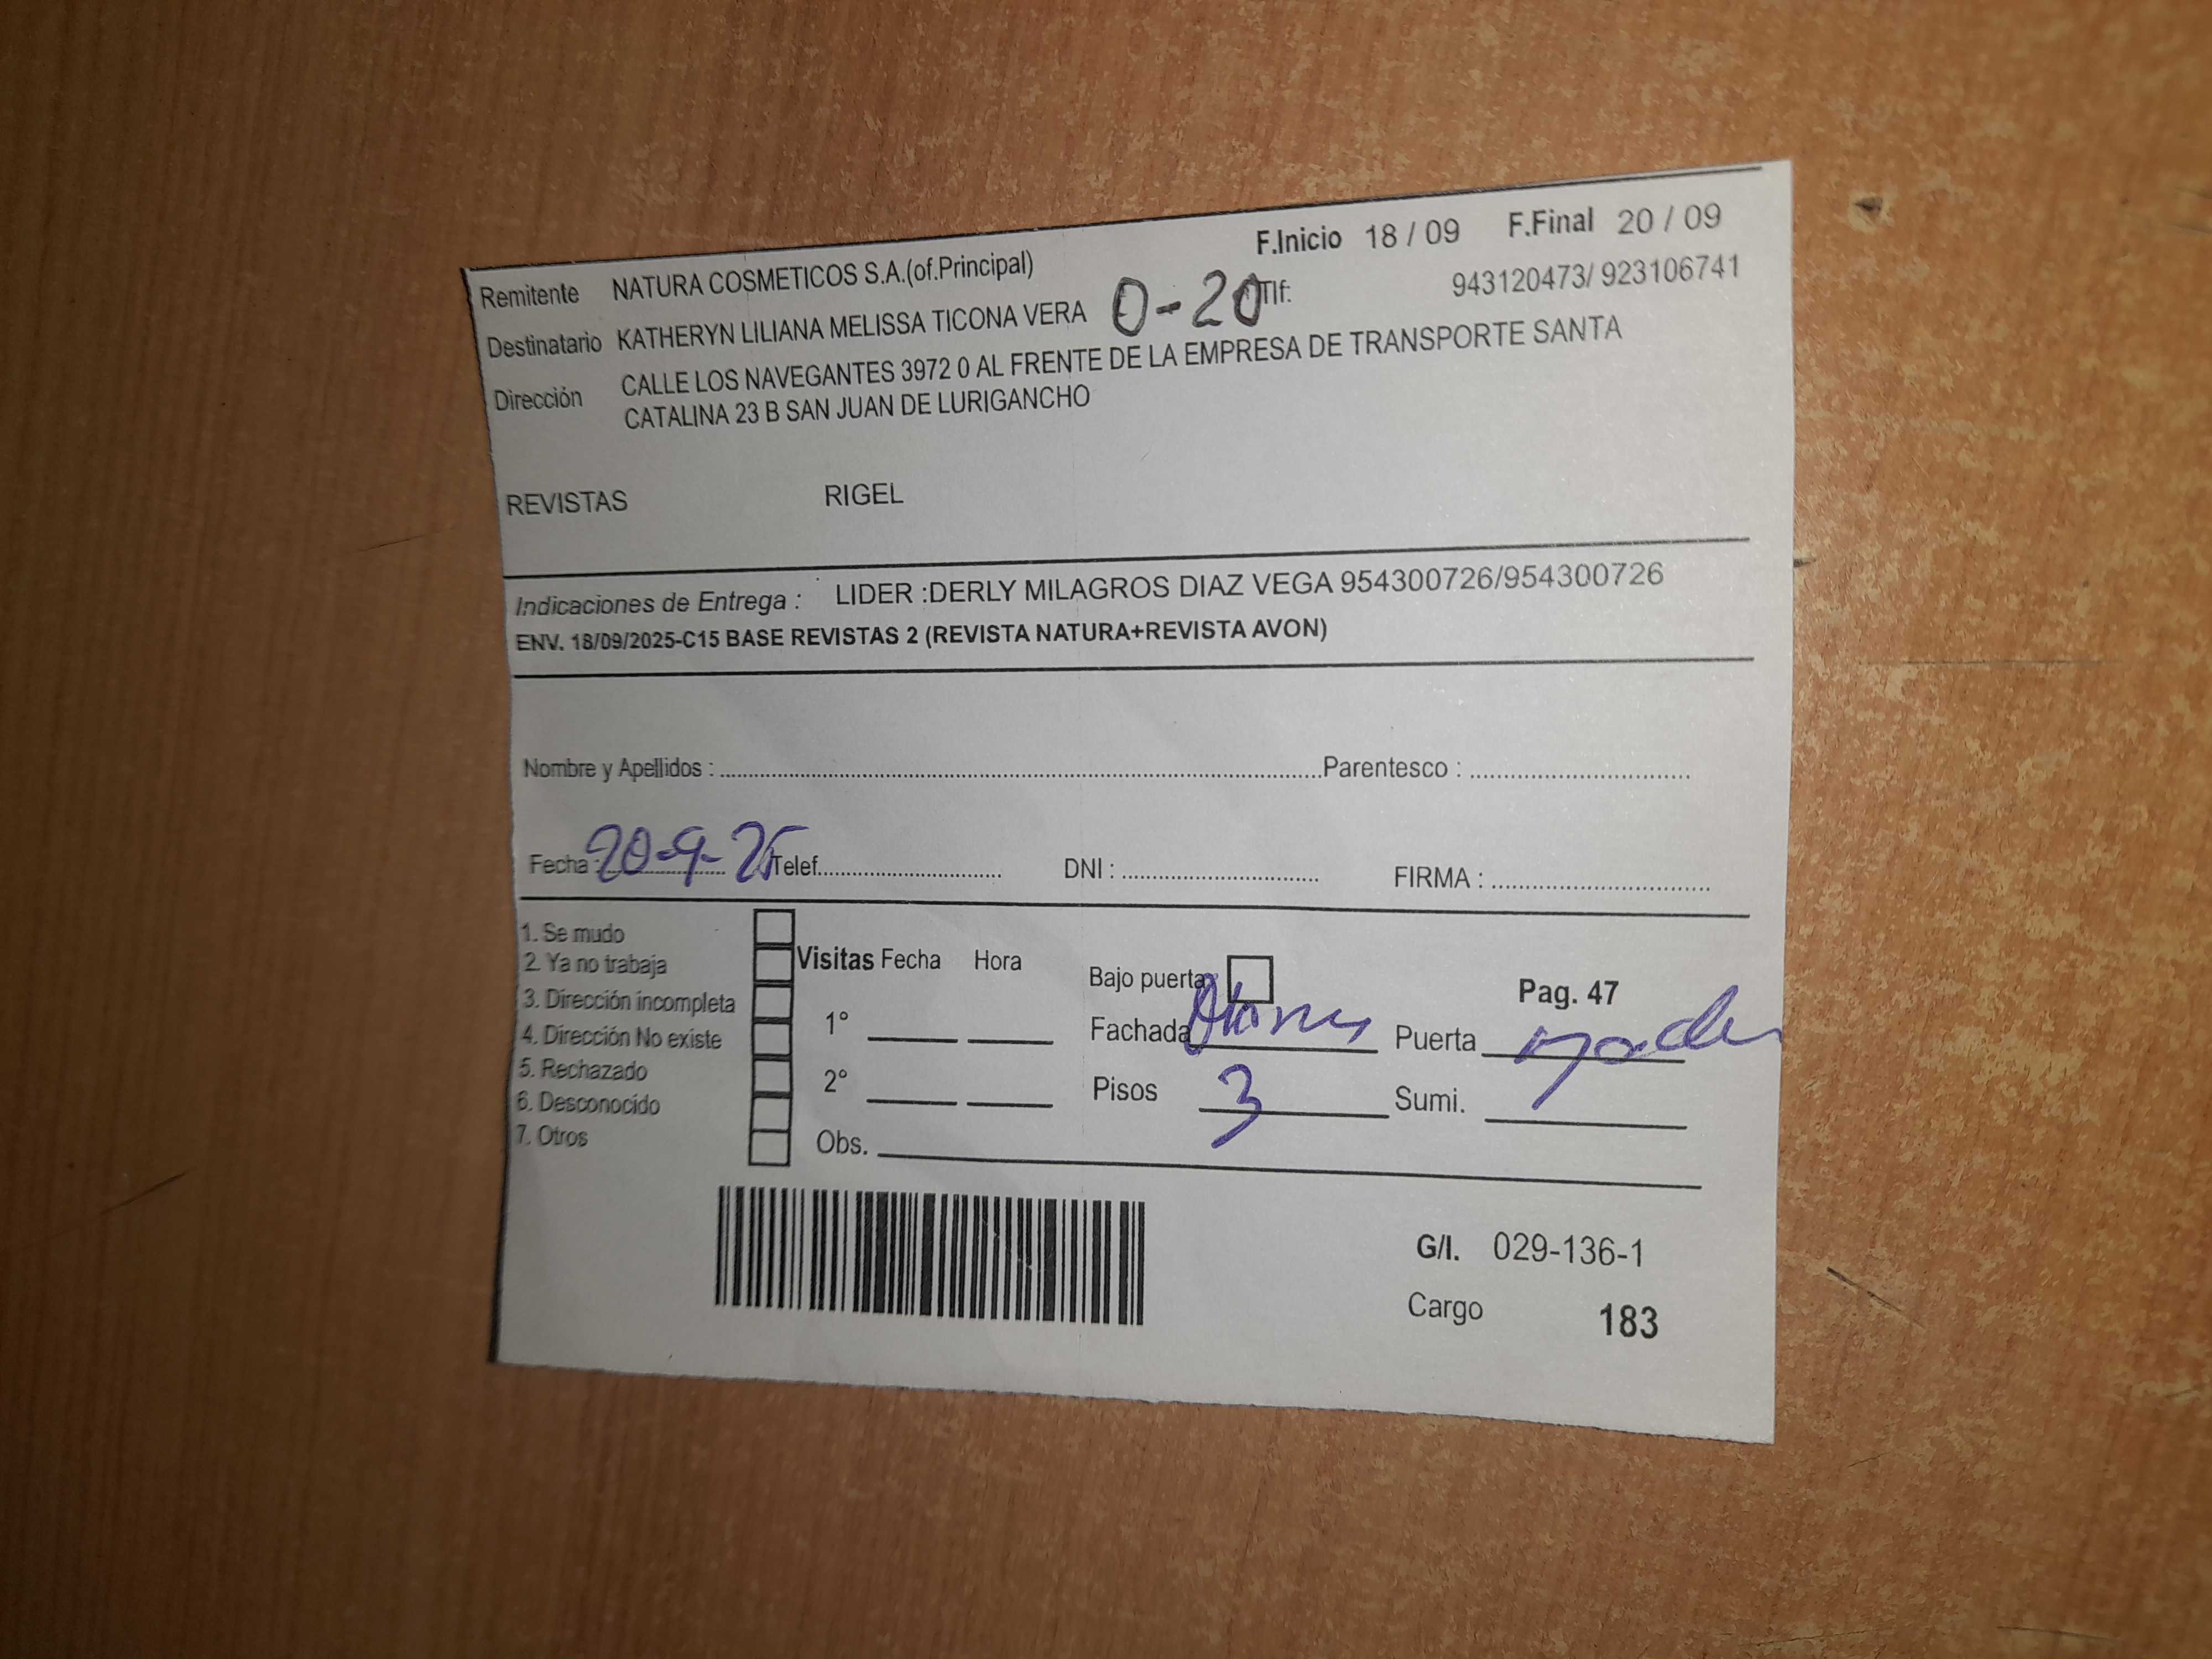 F.Inicio 18 / 09 F.Final 20 / 09
Remitente NATURA COSMETICOS S.A.(of.Principal)
Destinatario KATHERYN LILIANA MELISSA TICONA VERA 0-20 Tlf: 943120473/ 923106741
Dirección CALLE LOS NAVEGANTES 3972 0 AL FRENTE DE LA EMPRESA DE TRANSPORTE SANTA
CATALINA 23 B SAN JUAN DE LURIGANCHO
REVISTAS RIGEL
Indicaciones de Entrega : LIDER :DERLY MILAGROS DIAZ VEGA 954300726/954300726
ENV. 18/09/2025-C15 BASE REVISTAS 2 (REVISTA NATURA+REVISTA AVON)
Nombre y Apellidos : Parentesco :
Fecha : 20-9-25 Telef. DNI : FIRMA :
1. Se mudo
2. Ya no trabaja Visitas Fecha Hora Bajo puerta Pag. 47
3. Dirección incompleta 1° Fachada Puerta
4. Dirección No existe
5. Rechazado 2° Pisos 3 Sumi.
6. Desconocido
7. Otros Obs.
G/I. 029-136-1
Cargo 183